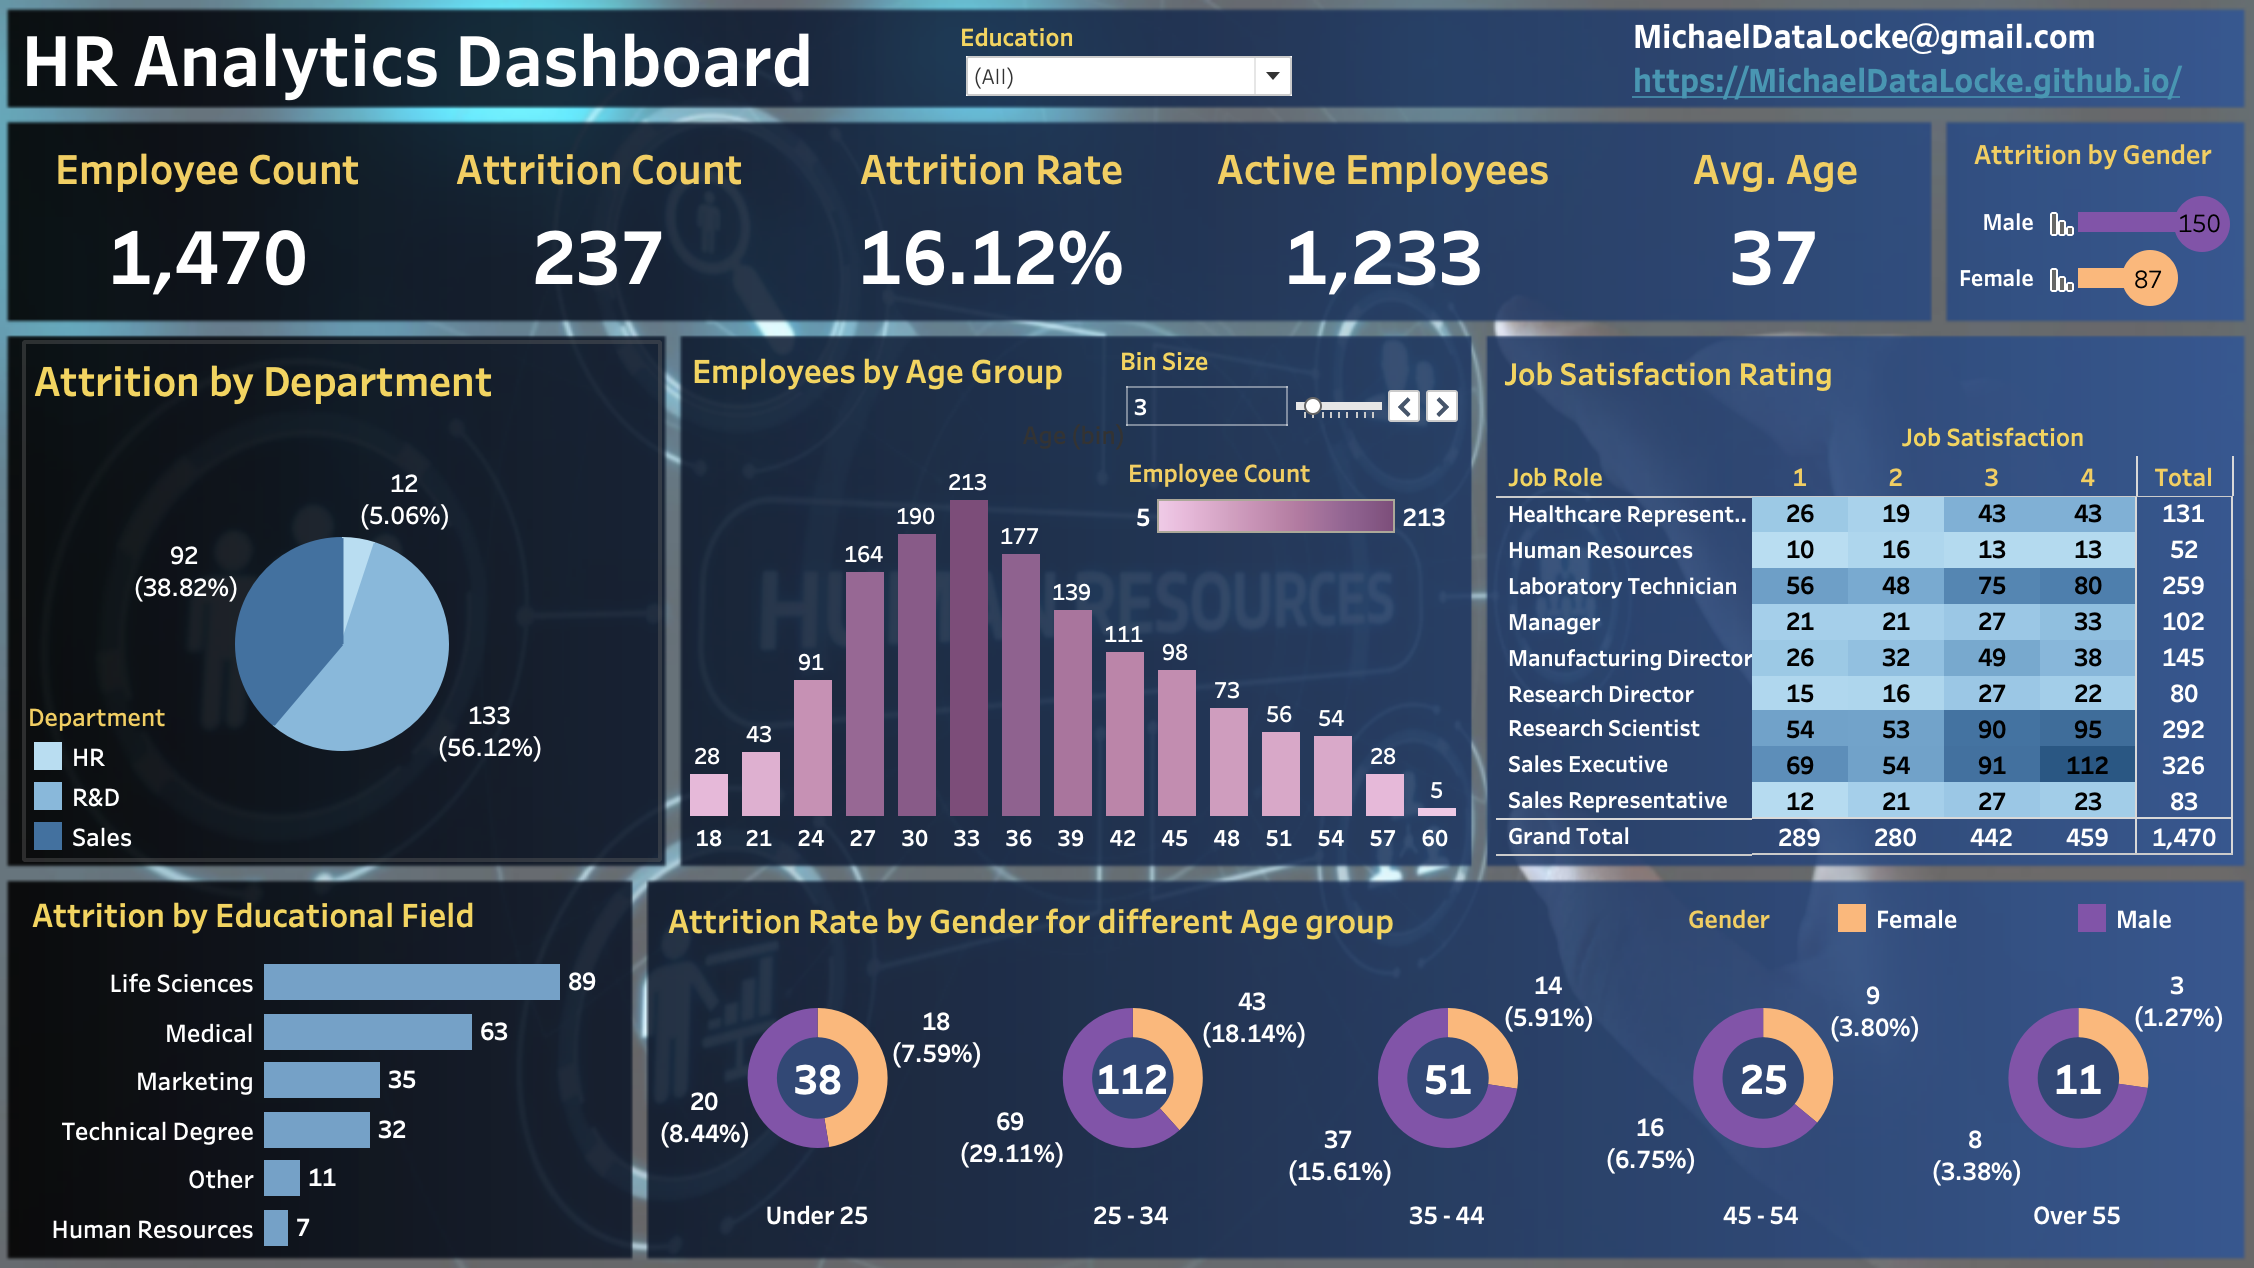 HR Analytics Dashboard
Education
(All)
MichaelDataLocke@gmail.com
https://MichaelDataLocke.github.io/
Employee Count
1,470
Attrition Count
237
Attrition Rate
16.12%
Active Employees
1,233
Avg. Age
37
Attrition by Gender
Male 150
Female 87
Attrition by Department
12
(5.06%)
92
(38.82%)
133
(56.12%)
Department
HR
R&D
Sales
Employees by Age Group
Bin Size
3
Age (bin)
Employee Count
5 213
HUMAN RESOURCES
28 43 91 164 190 213 177 139 111 98 73 56 54 28 5
18 21 24 27 30 33 36 39 42 45 48 51 54 57 60
Job Satisfaction Rating
Job Satisfaction
Job Role 1 2 3 4 Total
Healthcare Represent.. 26 19 43 43 131
Human Resources 10 16 13 13 52
Laboratory Technician 56 48 75 80 259
Manager 21 21 27 33 102
Manufacturing Director 26 32 49 38 145
Research Director 15 16 27 22 80
Research Scientist 54 53 90 95 292
Sales Executive 69 54 91 112 326
Sales Representative 12 21 27 23 83
Grand Total 289 280 442 459 1,470
Attrition by Educational Field
Life Sciences 89
Medical 63
Marketing 35
Technical Degree 32
Other 11
Human Resources 7
Attrition Rate by Gender for different Age group
Gender Female Male
18
(7.59%)
38
20
(8.44%)
Under 25
43
(18.14%)
112
69
(29.11%)
25 - 34
14
(5.91%)
51
37
(15.61%)
35 - 44
9
(3.80%)
25
16
(6.75%)
45 - 54
3
(1.27%)
11
8
(3.38%)
Over 55